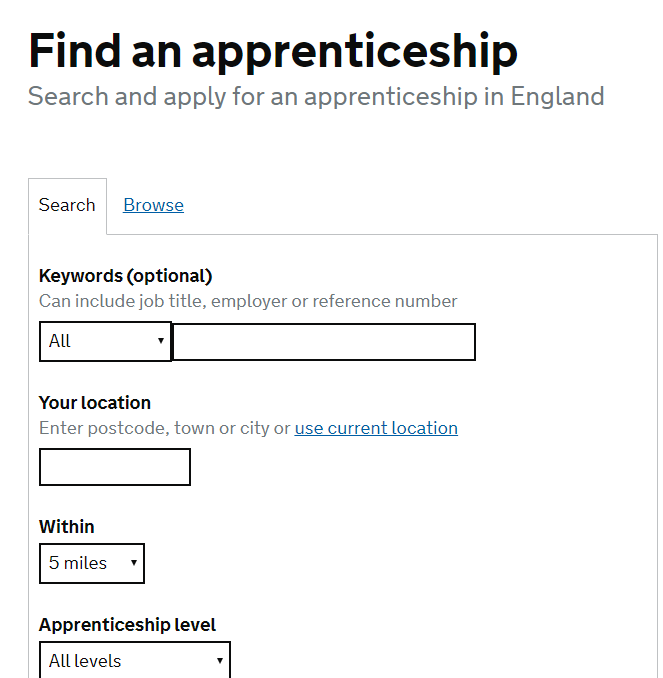 Find an apprenticeship
Search and apply for an apprenticeship in England
Search Browse
Keywords (optional)
Can include job title, employer or reference number
All
Your location
Enter postcode, town or city or use current location
Within
5 miles
Apprenticeship level
All levels